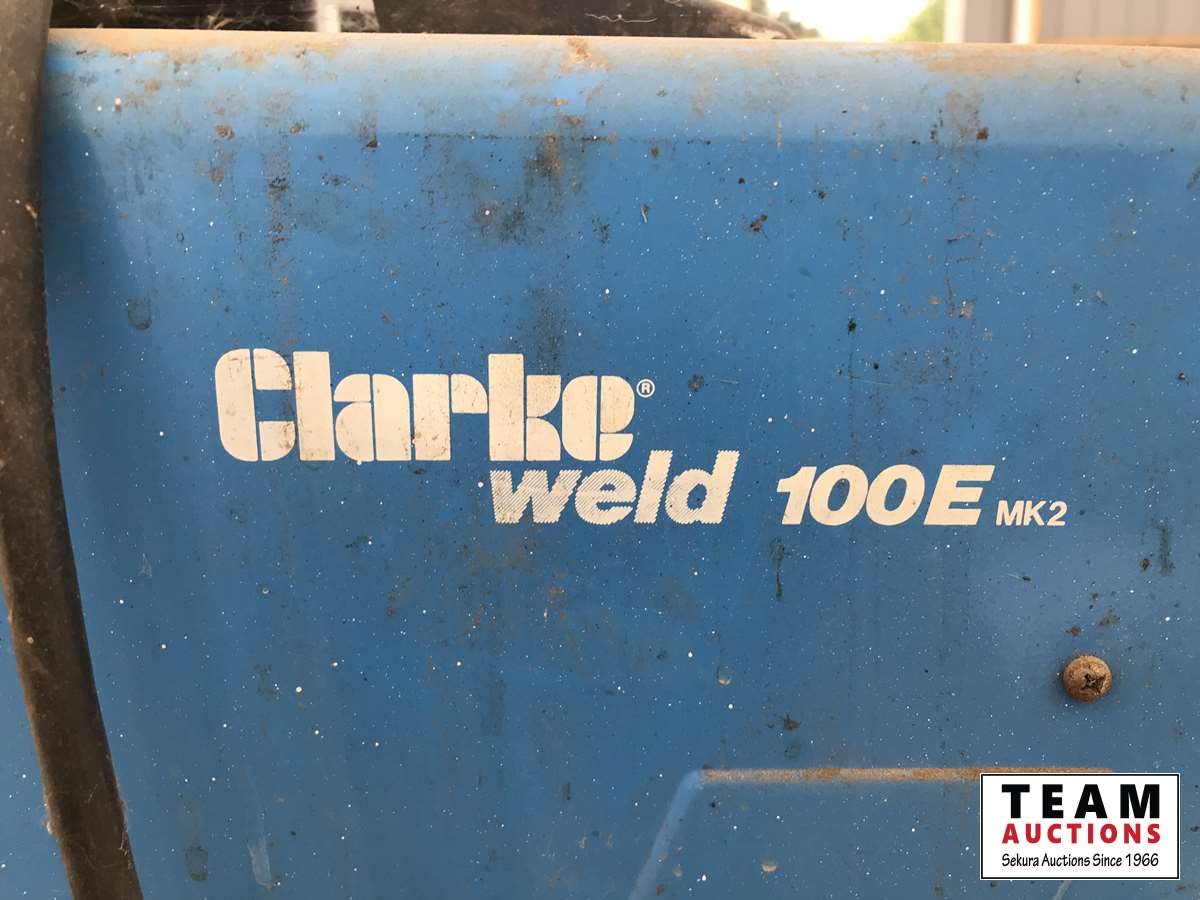 Clarke®
weld 100E MK2
TEAM
AUCTIONS
Sekura Auctions Since 1966